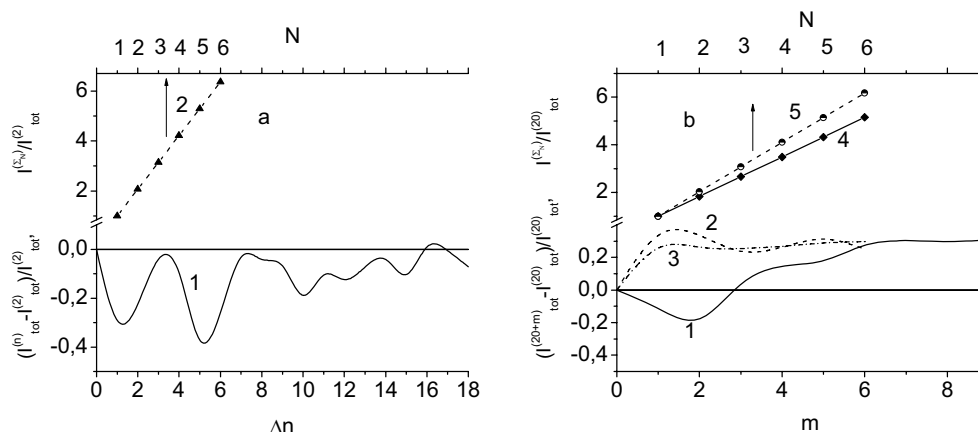 N
1 2 3 4 5 6
I^(Σ_N)/I^(2)_tot
(I^(n)_tot-I^(2)_tot)/I^(2)_tot,
6
4
2
0,0
-0,2
-0,4
2
a
1
0 2 4 6 8 10 12 14 16 18
Δn
N
1 2 3 4 5 6
I^(Σ_N)/I^(20)_tot
(I^(20+m)_tot-I^(20)_tot)/I^(20)_tot,
6
4
2
0,2
0,0
-0,2
-0,4
b
5
4
2
3
1
0 2 4 6 8
m